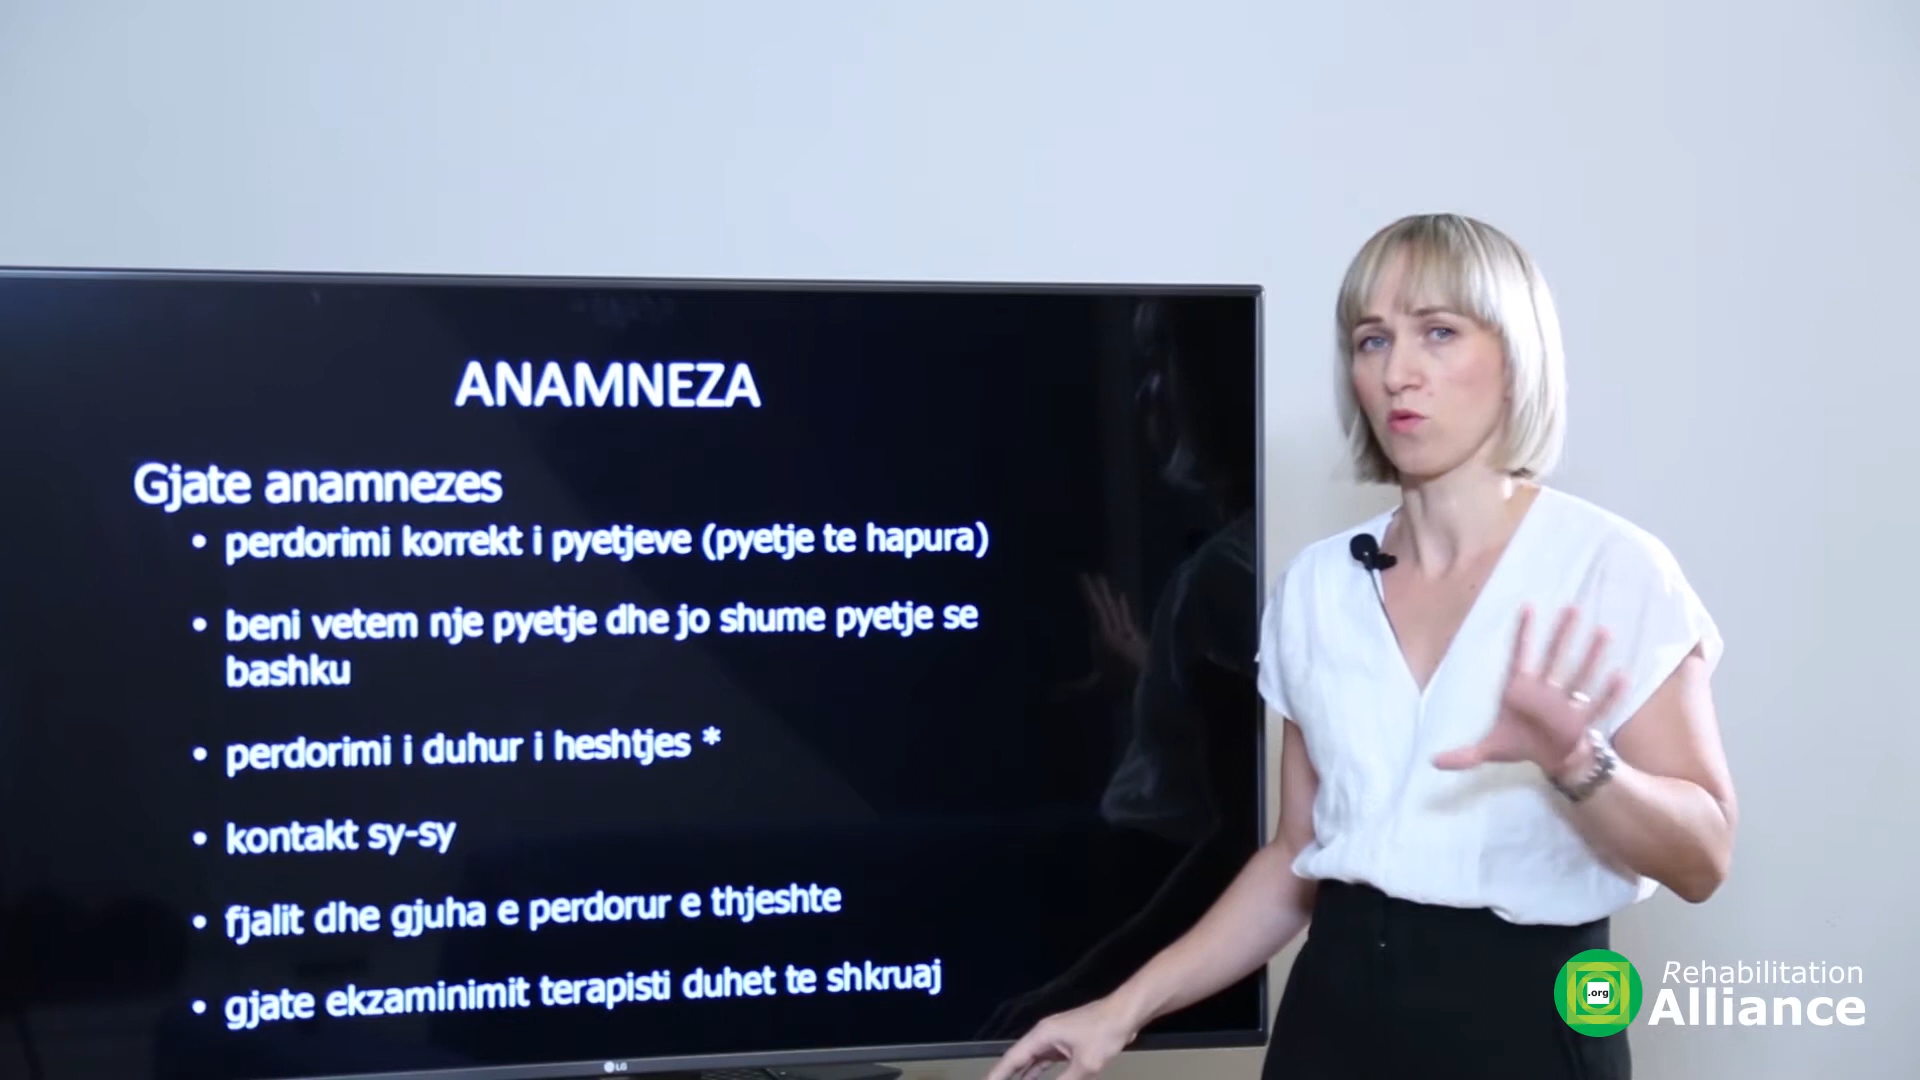 ANAMNEZA
Gjate anamnezes
• perdorimi korrekt i pyetjeve (pyetje te hapura)
• beni vetem nje pyetje dhe jo shume pyetje se
bashku
• perdorimi i duhur i heshtjes *
• kontakt sy-sy
• fjalit dhe gjuha e perdorur e thjeshte
• gjate ekzaminimit terapisti duhet te shkruaj
LG
.org
Rehabilitation
Alliance